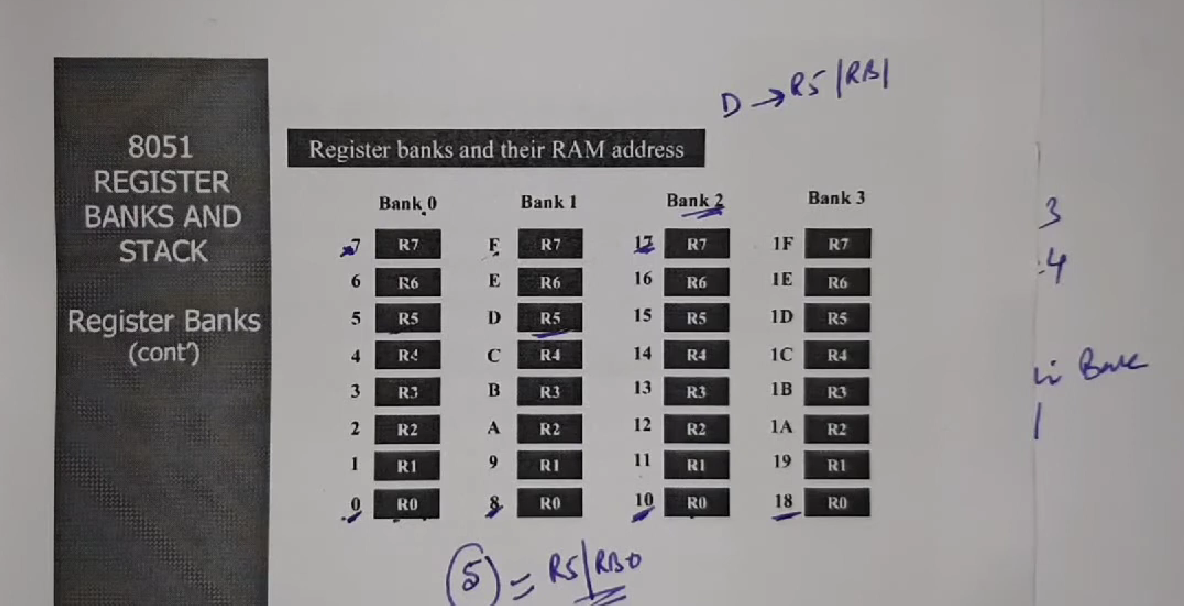 D → R5 | RB1
8051
REGISTER
BANKS AND
STACK
Register Banks
(cont')
Register banks and their RAM address
Bank 0 Bank 1 Bank 2 Bank 3
7 R7 F R7 17 R7 1F R7
6 R6 E R6 16 R6 1E R6
5 R5 D R5 15 R5 1D R5
4 R4 C R4 14 R4 1C R4
3 R3 B R3 13 R3 1B R3
2 R2 A R2 12 R2 1A R2
1 R1 9 R1 11 R1 19 R1
0 R0 8 R0 10 R0 18 R0
5 = R5 | RB0
3
4